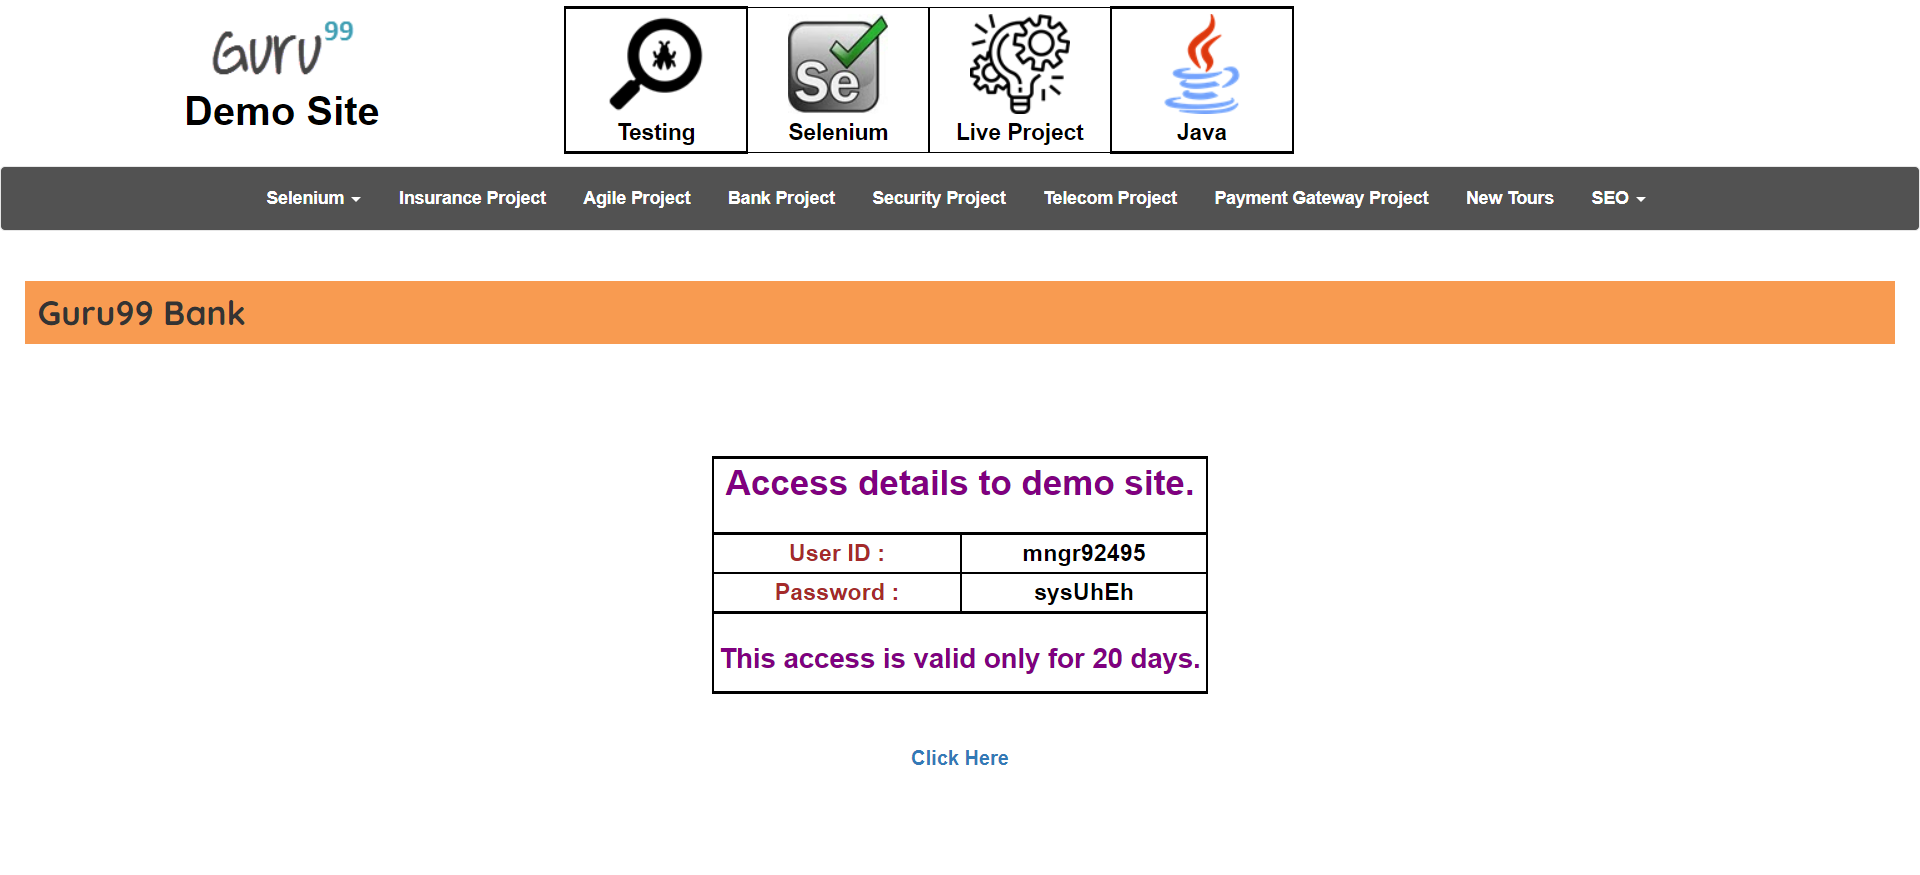 Guru99
Demo Site
Testing
Se
Selenium
Live Project
Java
Selenium Insurance Project Agile Project Bank Project Security Project Telecom Project Payment Gateway Project New Tours SEO
Guru99 Bank
Access details to demo site.
User ID : mngr92495
Password : sysUhEh
This access is valid only for 20 days.
Click Here